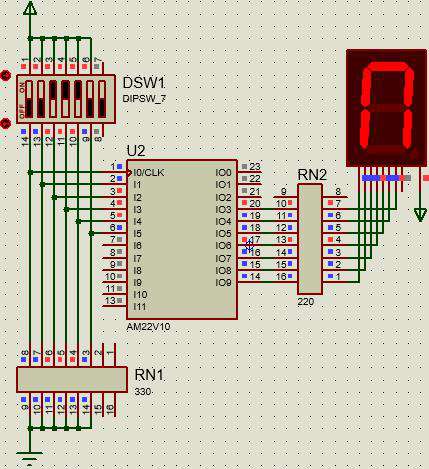 1 2 3 4 5 6 7
ON
OFF
DSW1
DIPSW_7
14 13 12 11 10 9 8
U2
1 I0/CLK IO0 23
2 I1 IO1 22
3 I2 IO2 21
4 I3 IO3 20
5 I4 IO4 19
6 I5 IO5 18
7 I6 IO6 17
8 I7 IO7 16
9 I8 IO8 15
10 I9 IO9 14
11 I10
13 I11
AM22V10
RN2
9 8
10 7
11 6
12 5
13 4
14 3
15 2
16 1
220
8 7 6 5 4 3 2 1
RN1
330
9 10 11 12 13 14 15 16